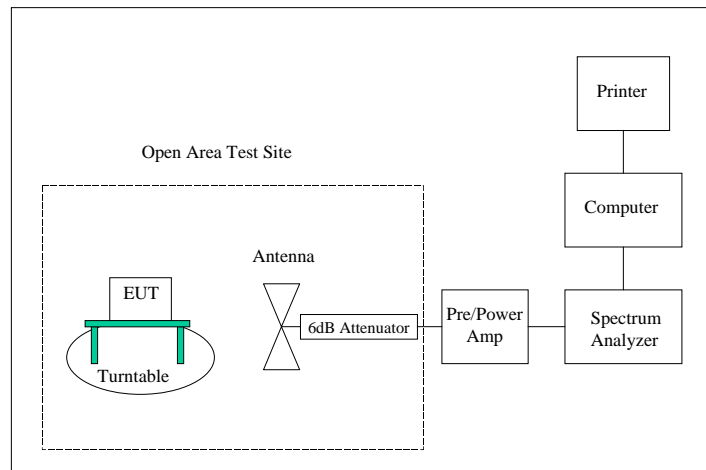 Printer
Open Area Test Site
Computer
Antenna
EUT
6dB Attenuator
Pre/Power
Amp
Spectrum
Analyzer
Turntable